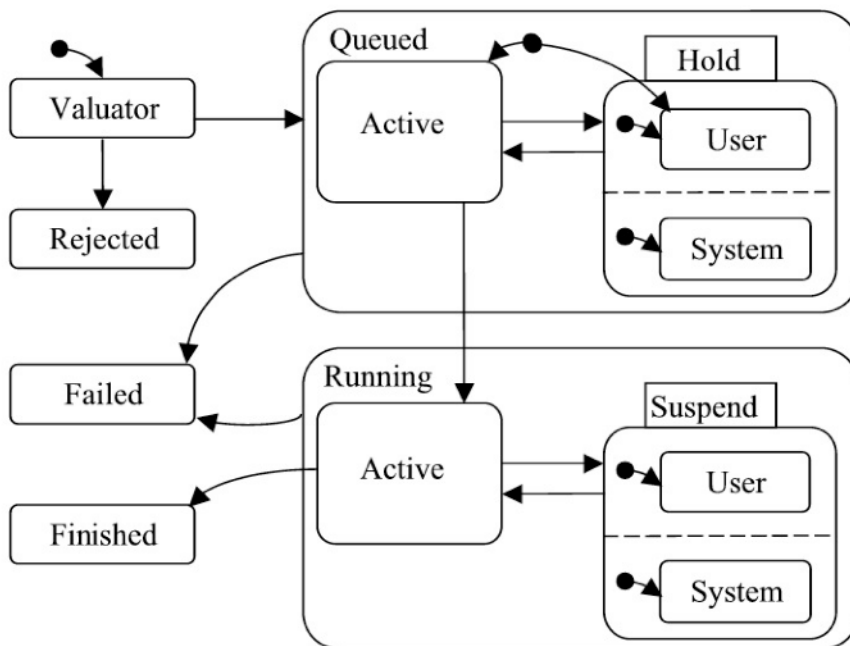 Queued
Hold
Valuator
Active
User
Rejected
System
Running
Failed
Suspend
Active
User
Finished
System